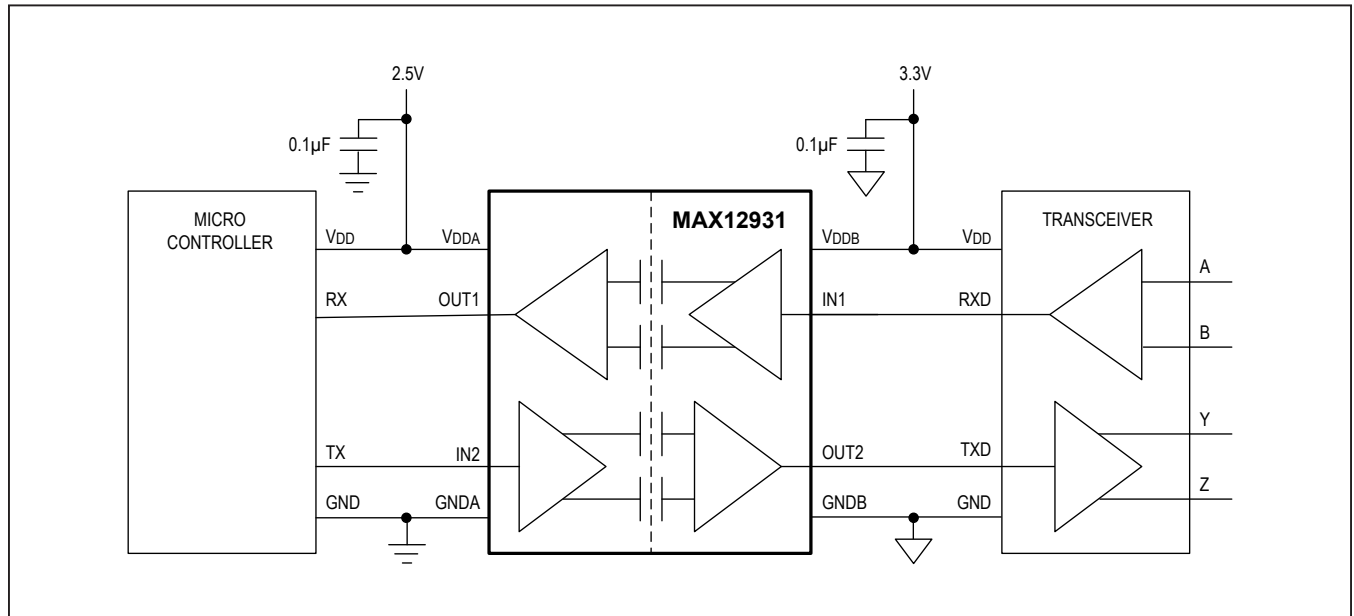 2.5V
3.3V
0.1µF
0.1µF
MICRO
CONTROLLER
MAX12931
TRANSCEIVER
VDD
VDDA
VDDB
VDD
A
RX
OUT1
IN1
RXD
B
Y
TX
IN2
OUT2
TXD
Z
GND
GNDA
GNDB
GND